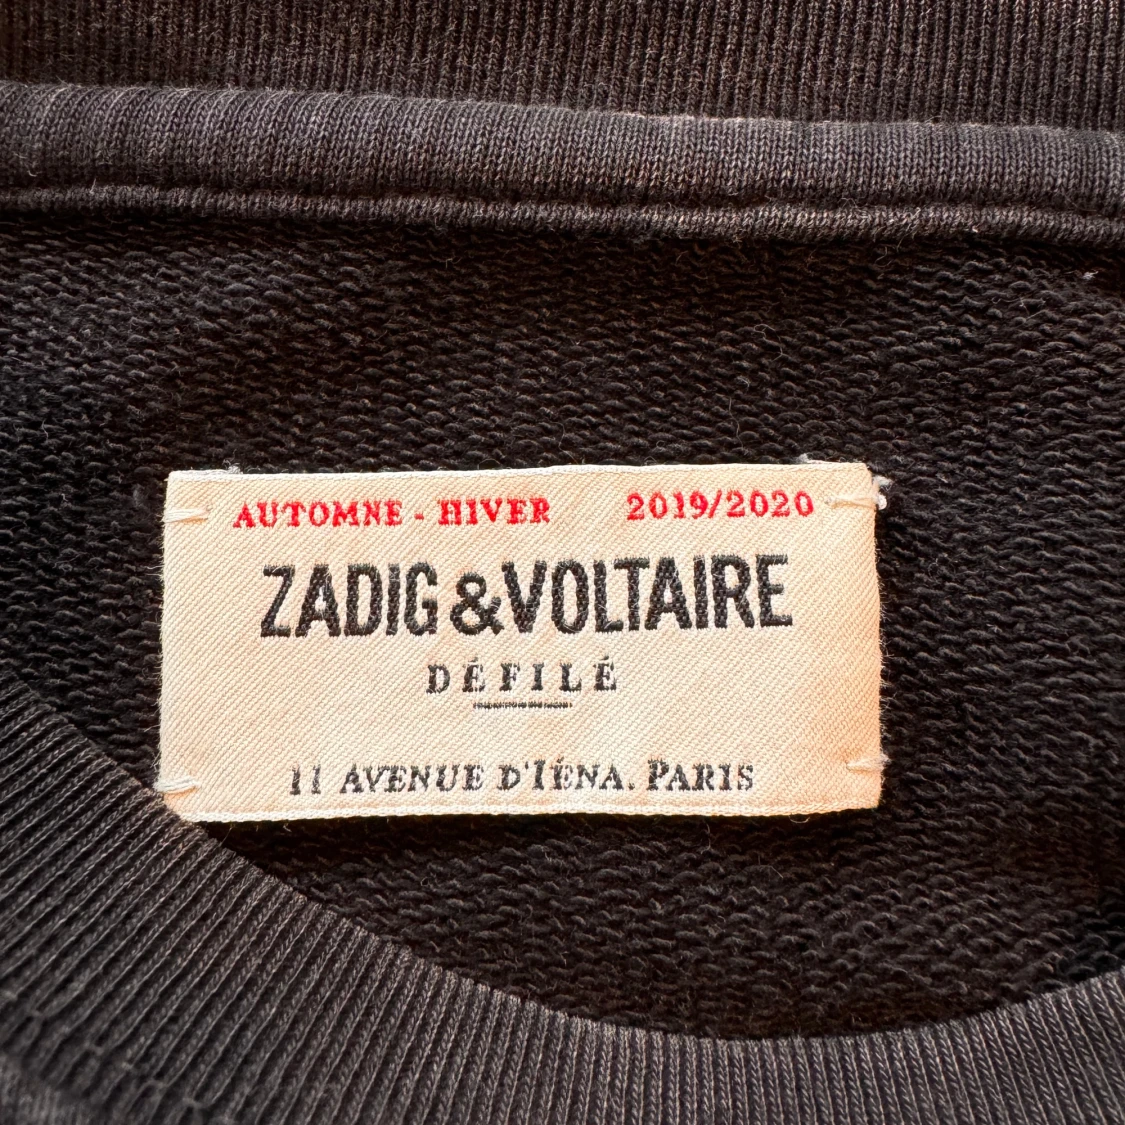 AUTOMNE - HIVER 2019/2020
ZADIG & VOLTAIRE
DÉFILÉ
11 AVENUE D'IÉNA. PARIS